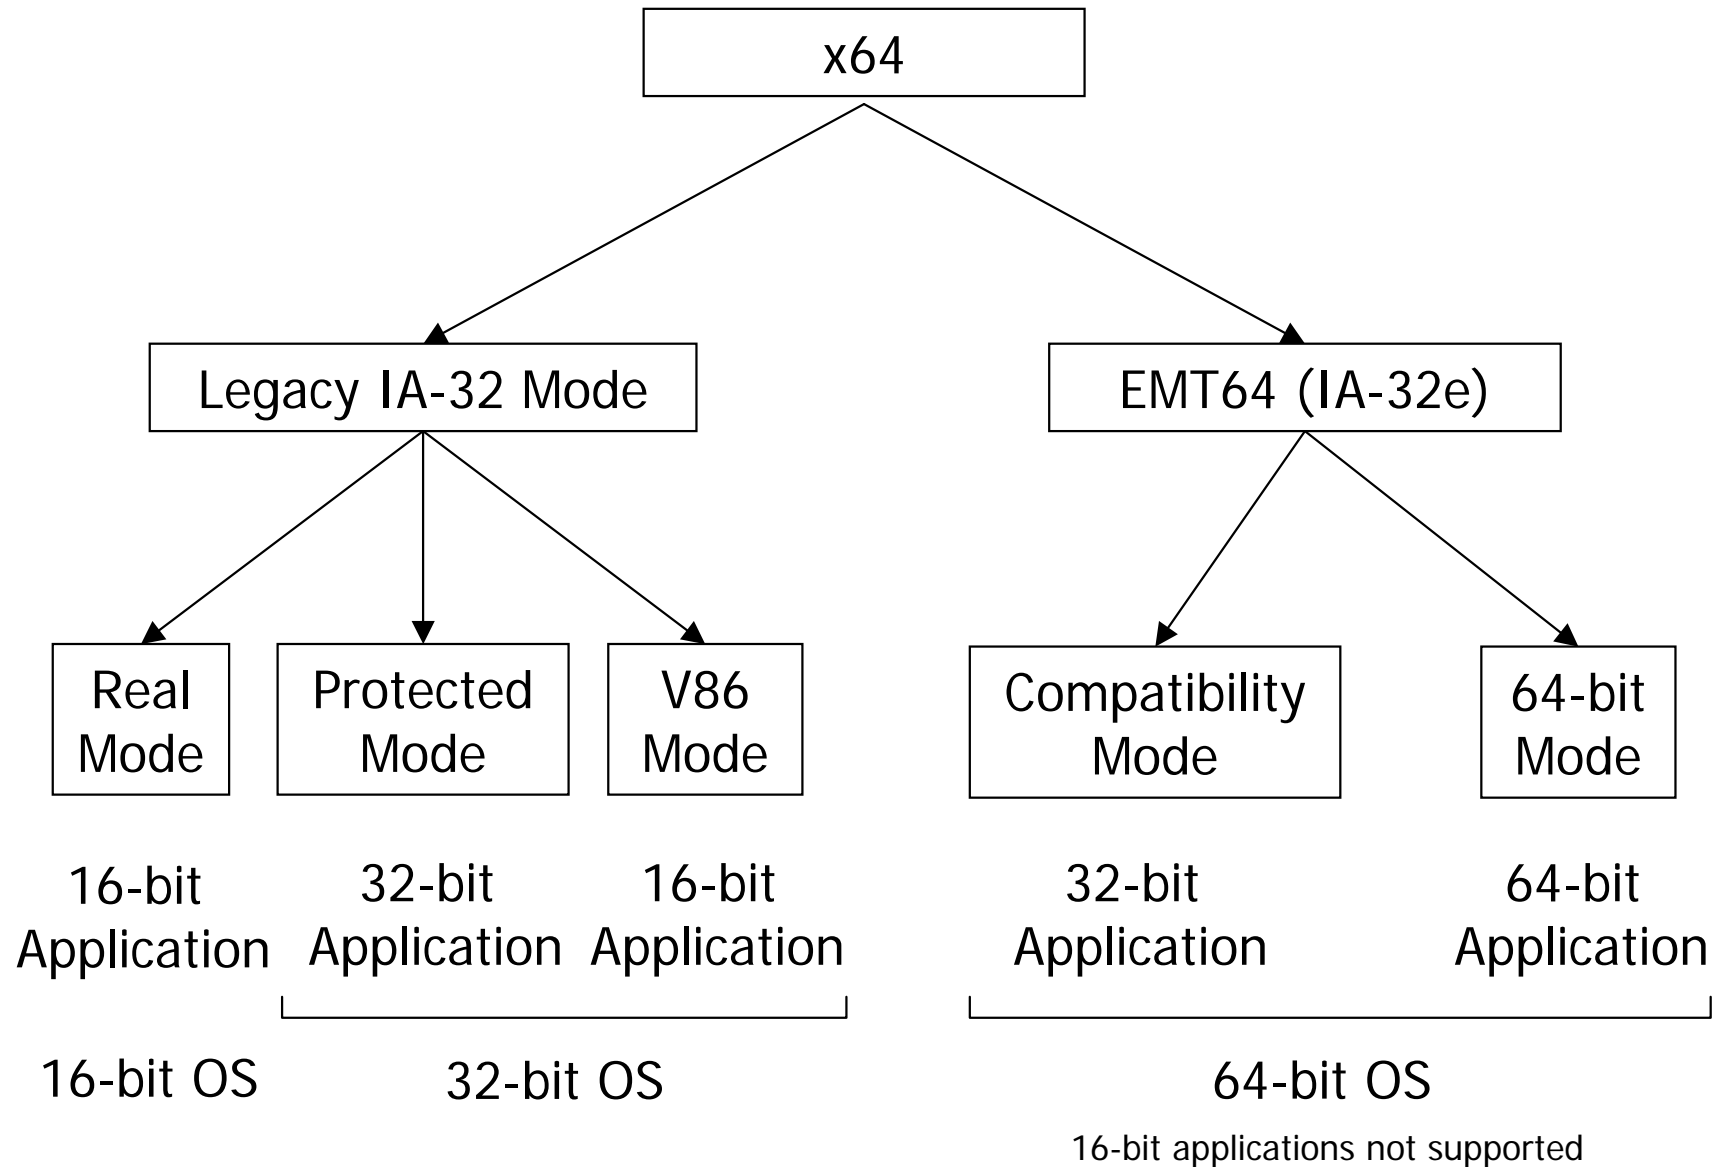 x64
Legacy IA-32 Mode
EMT64 (IA-32e)
Real
Mode
Protected
Mode
V86
Mode
Compatibility
Mode
64-bit
Mode
16-bit
Application
32-bit
Application
16-bit
Application
32-bit
Application
64-bit
Application
16-bit OS
32-bit OS
64-bit OS
16-bit applications not supported